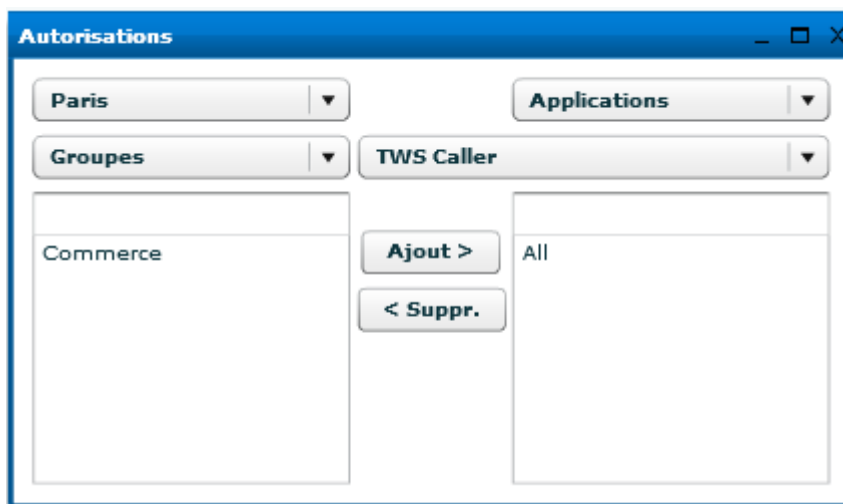 Autorisations
Paris
Applications
Groupes
TWS Caller
Commerce
Ajout >
All
< Suppr.